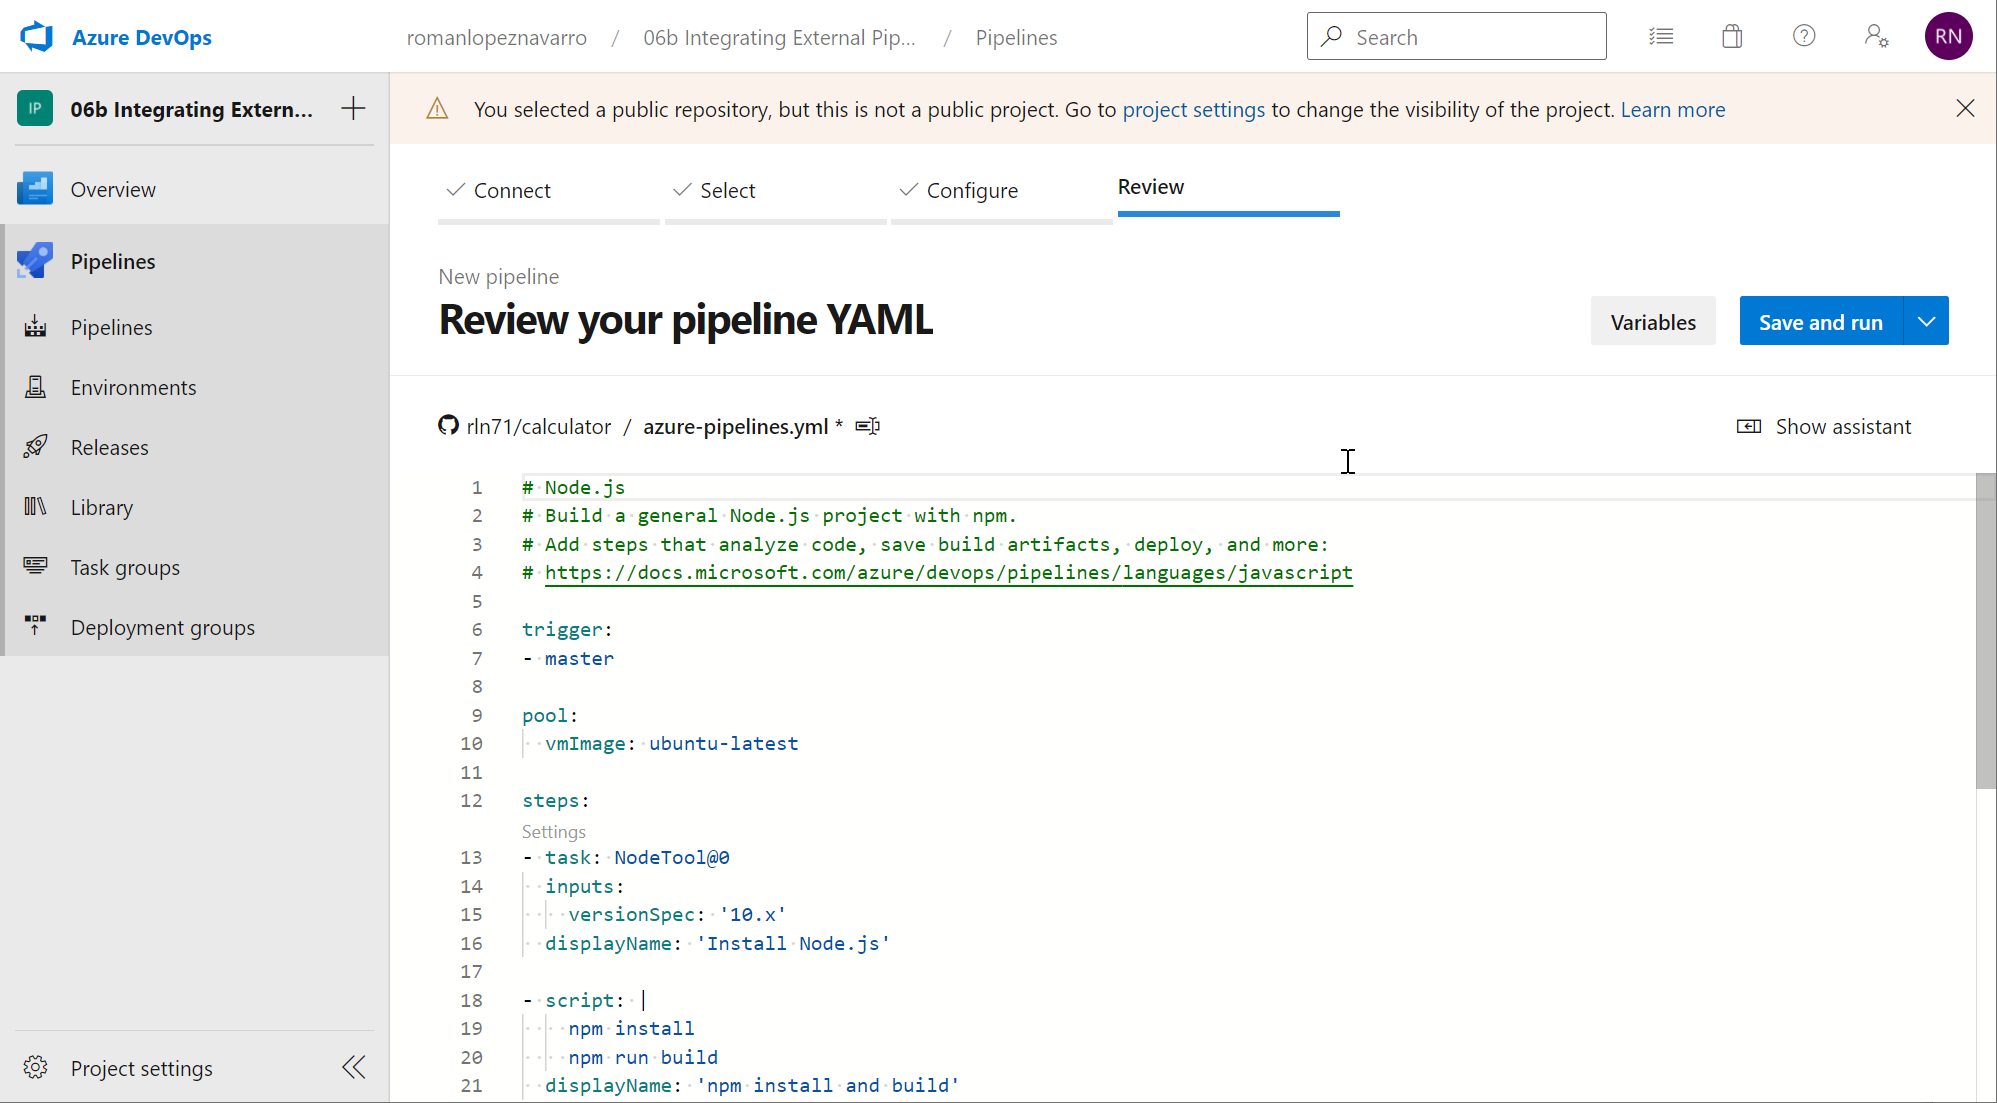 Azure DevOps
romanlopeznavarro / 06b Integrating External Pip... / Pipelines
Search
RN
IP 06b Integrating Extern...
Overview
Pipelines
Pipelines
Environments
Releases
Library
Task groups
Deployment groups
Project settings
You selected a public repository, but this is not a public project. Go to project settings to change the visibility of the project. Learn more
Connect
Select
Configure
Review
New pipeline
Review your pipeline YAML
Variables
Save and run
rln71/calculator / azure-pipelines.yml *
Show assistant
1 # Node.js
2 # Build a general Node.js project with npm.
3 # Add steps that analyze code, save build artifacts, deploy, and more:
4 # https://docs.microsoft.com/azure/devops/pipelines/languages/javascript
5
6 trigger:
7 - master
8
9 pool:
10 vmImage: ubuntu-latest
11
12 steps:
Settings
13 - task: NodeTool@0
14 inputs:
15 versionSpec: '10.x'
16 displayName: 'Install Node.js'
17
18 - script: |
19 npm install
20 npm run build
21 displayName: 'npm install and build'